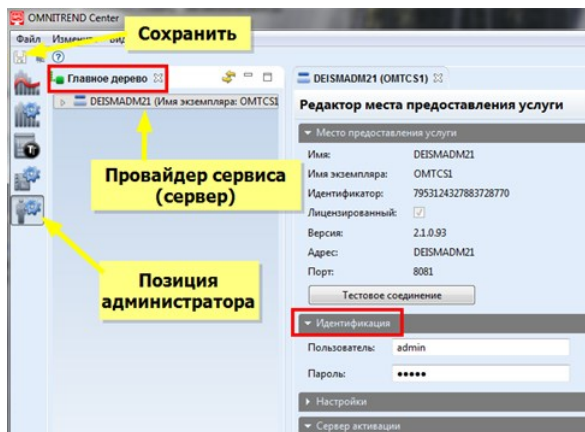 OMNITREND Center
Файл
Сохранить
Главное дерево
DEISMADM21 (Имя экземпляра: OMTCS1
Провайдер сервиса
(сервер)
Позиция
администратора
DEISMADM21 (OMTCS1)
Редактор места предоставления услуги
Место предоставления услуги
Имя: DEISMADM21
Имя экземпляра: OMTCS1
Идентификатор: 7953124327883728770
Лицензированный:
Версия: 2.1.0.93
Адрес: DEISMADM21
Порт: 8081
Тестовое соединение
Идентификация
Пользователь: admin
Пароль: •••••
Настройки
Сервер активации